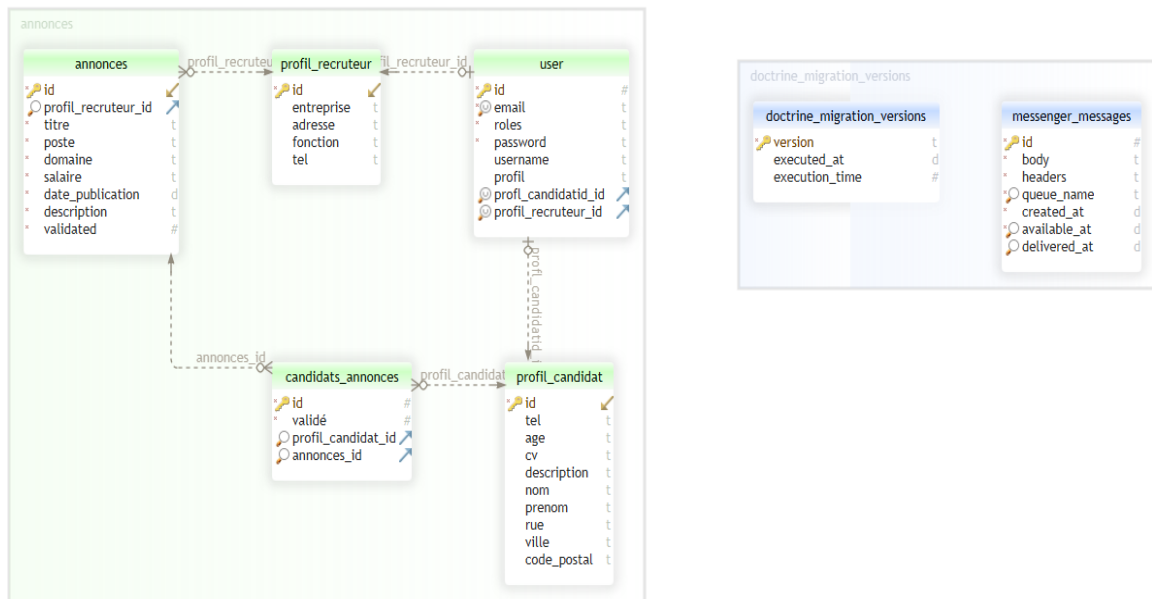 annonces
annonces
id #
profil_recruteur_id
titre t
poste t
domaine t
salaire t
date_publication d
description t
validated #
profil_recruteu
profil_recruteur
id
entreprise t
adresse t
fonction t
tel t
fil_recruteur_id
user
id #
email t
roles t
password t
username t
profil t
profl_candidatid_id
profil_recruteur_id
profl_candidatid_i
annonces_id
candidats_annonces
id #
validé #
profil_candidat_id
annonces_id
profil_candidat
profil_candidat
id
tel t
age t
cv t
description t
nom t
prenom t
rue t
ville t
code_postal t
doctrine_migration_versions
doctrine_migration_versions
version t
executed_at d
execution_time #
messenger_messages
id #
body t
headers t
queue_name t
created_at d
available_at d
delivered_at d